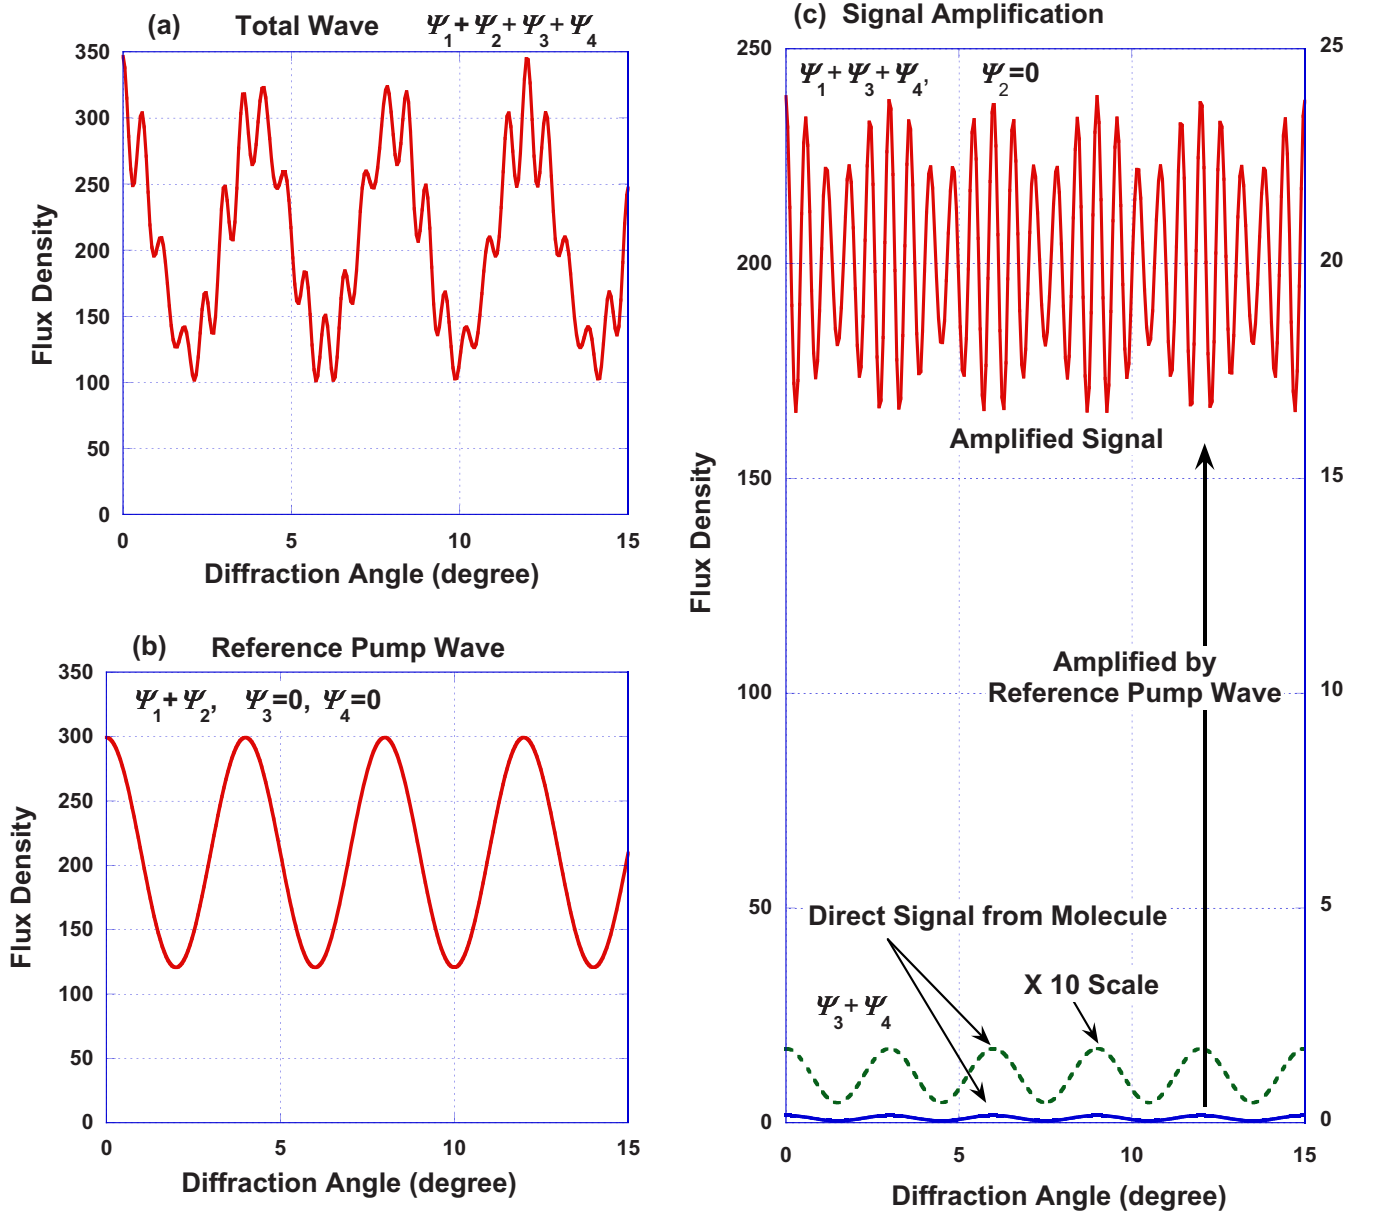 (a) Total Wave Ψ1 + Ψ2 + Ψ3 + Ψ4
350
300
250
200
150
100
50
0
Flux Density
0 5 10 15
Diffraction Angle (degree)
(b) Reference Pump Wave
Ψ1 + Ψ2, Ψ3=0, Ψ4=0
350
300
250
200
150
100
50
0
Flux Density
0 5 10 15
Diffraction Angle (degree)
(c) Signal Amplification
Ψ1 + Ψ3 + Ψ4, Ψ2=0
250 25
200 20
Amplified Signal
150 15
Flux Density
Amplified by
Reference Pump Wave
100 10
50 5
Direct Signal from Molecule
X 10 Scale
Ψ3 + Ψ4
0 0
0 5 10 15
Diffraction Angle (degree)